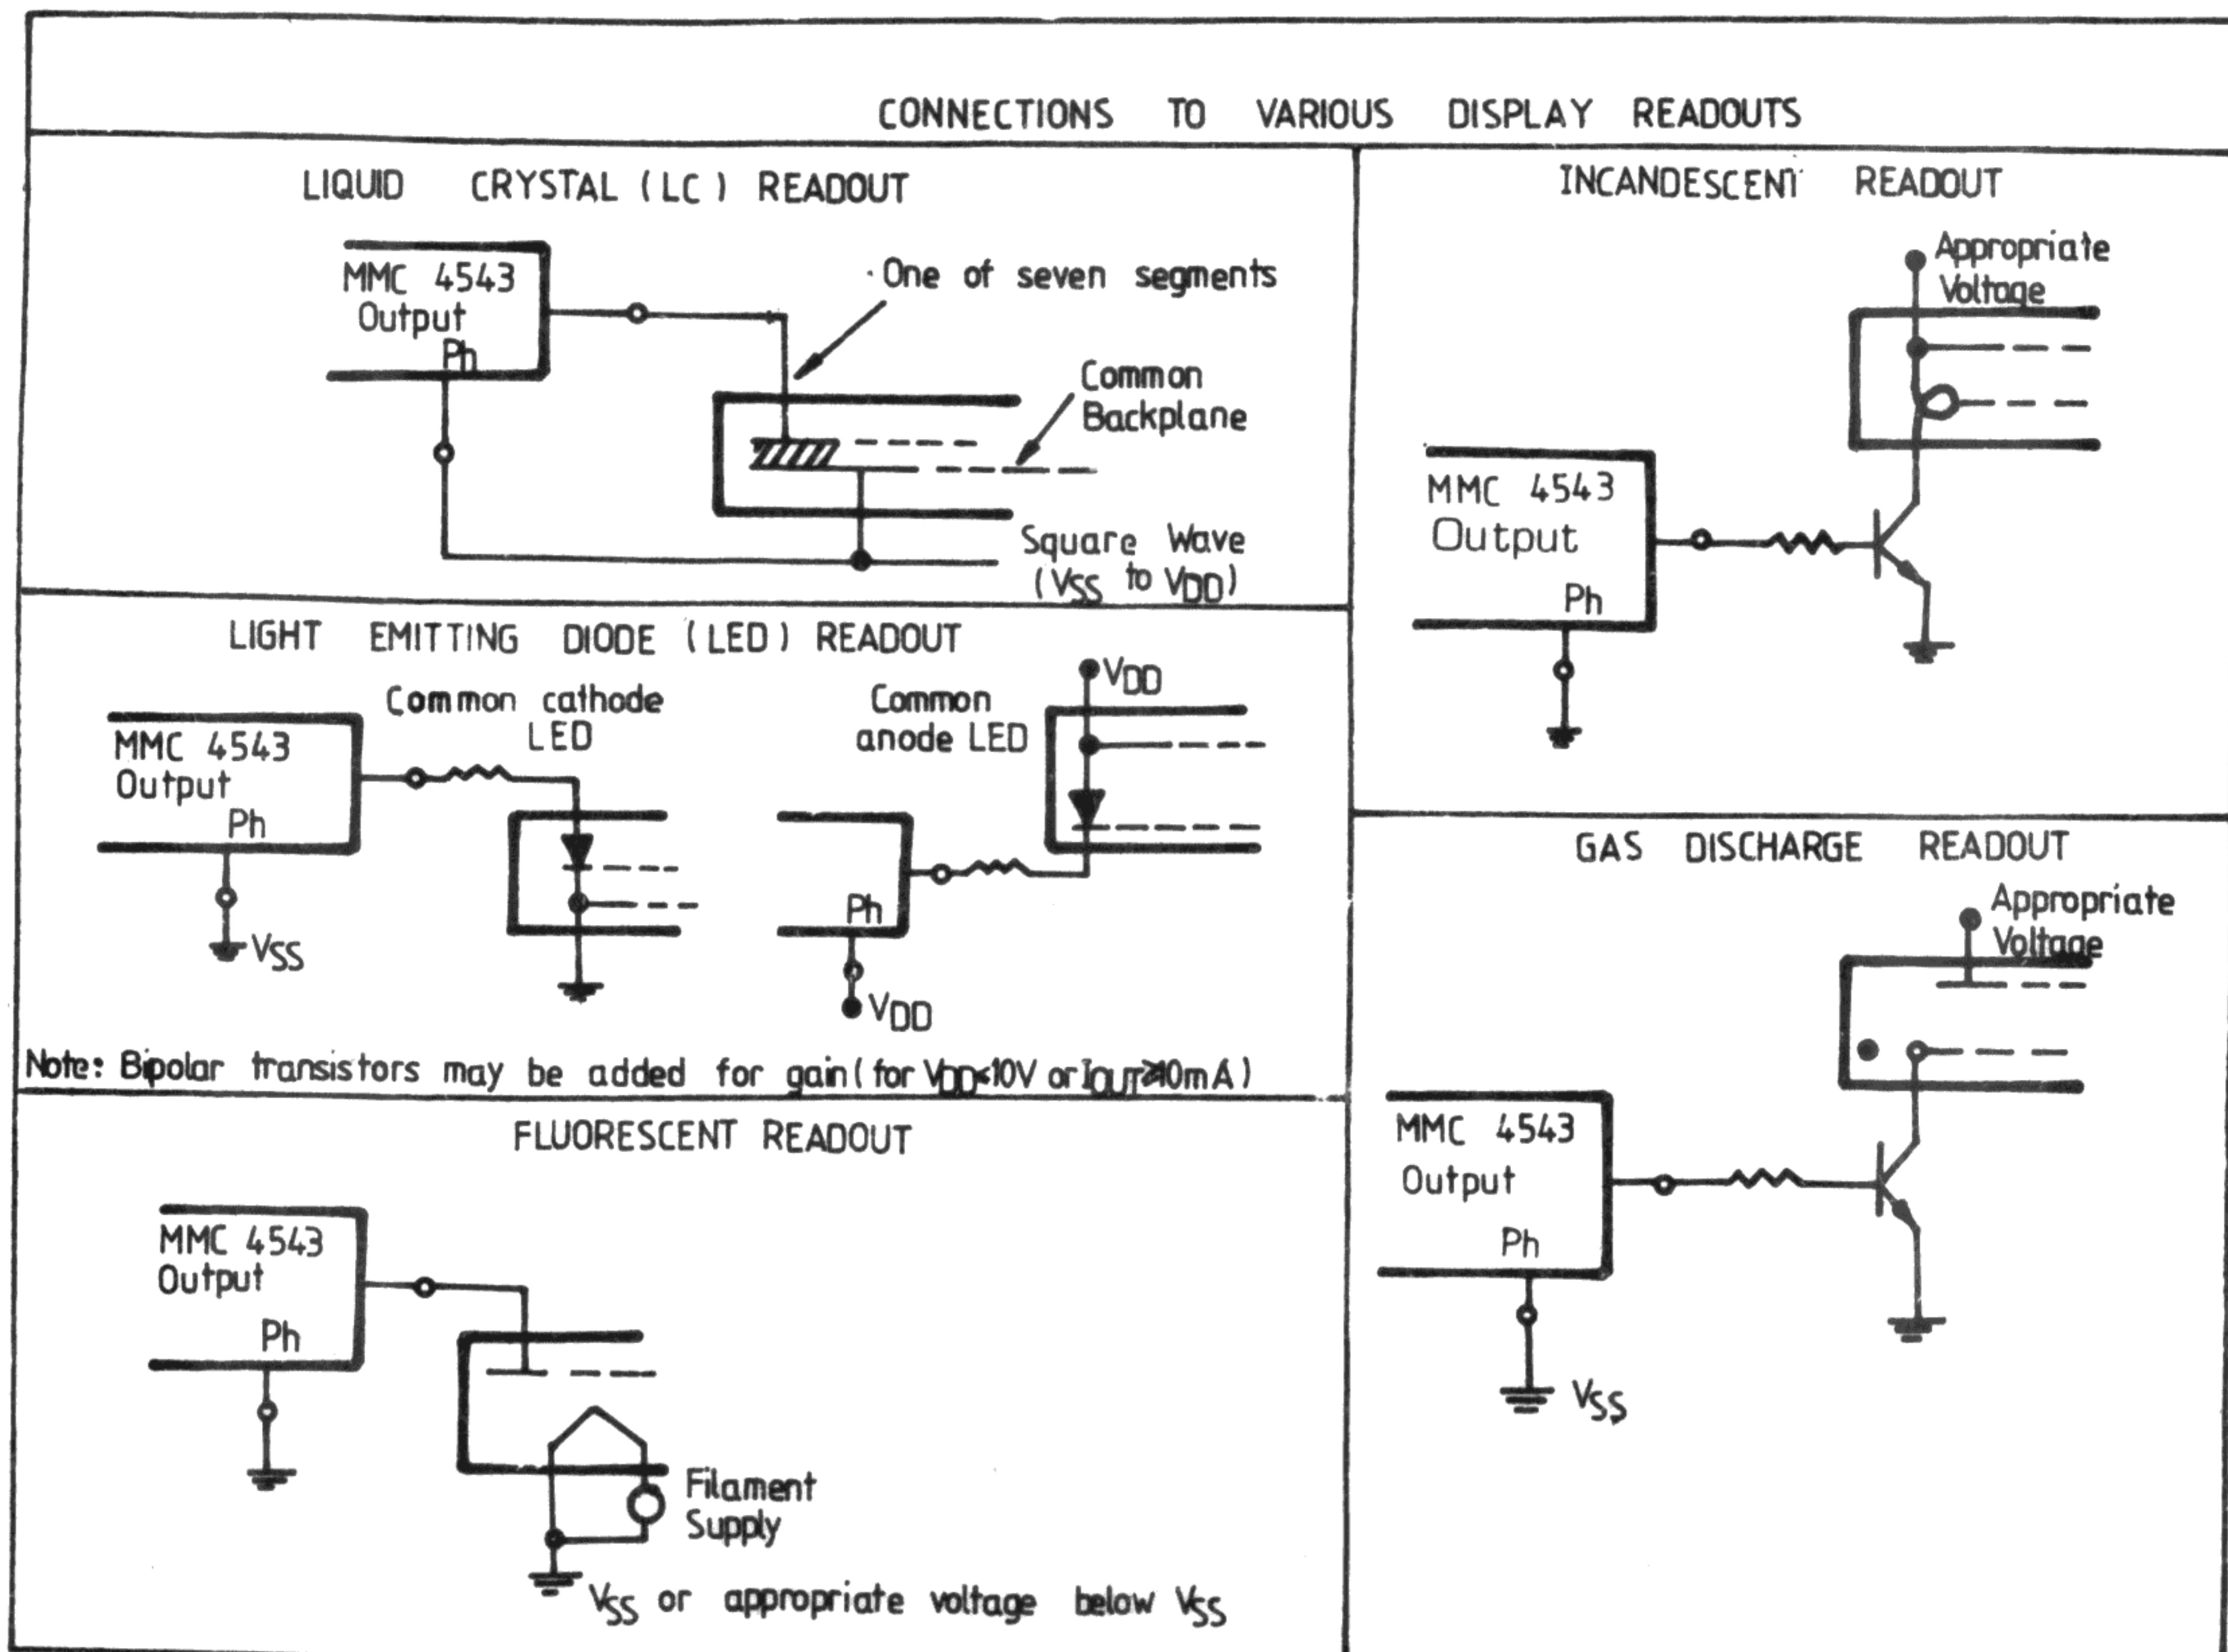 CONNECTIONS TO VARIOUS DISPLAY READOUTS
LIQUID CRYSTAL (LC) READOUT
MMC 4543
Output
Ph
One of seven segments
Common
Backplane
Square Wave
(VSS to VDD)
LIGHT EMITTING DIODE (LED) READOUT
MMC 4543
Output
Ph
VSS
Common cathode
LED
Common
anode LED
VDD
Ph
VDD
Note: Bipolar transistors may be added for gain (for VDD<10V or IOUT≥10mA)
FLUORESCENT READOUT
MMC 4543
Output
Ph
Filament
Supply
VSS or appropriate voltage below VSS
INCANDESCENT READOUT
Appropriate
Voltage
MMC 4543
Output
Ph
GAS DISCHARGE READOUT
Appropriate
Voltage
MMC 4543
Output
Ph
VSS